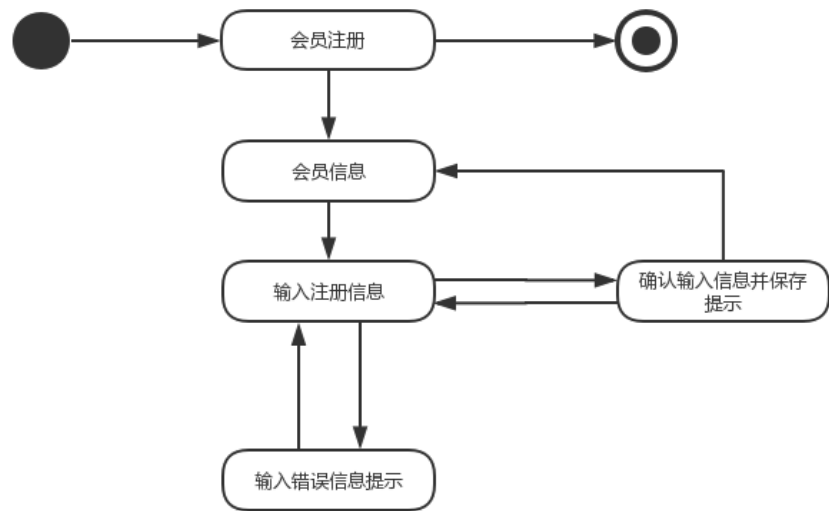 会员注册
会员信息
输入注册信息
确认输入信息并保存
提示
输入错误信息提示